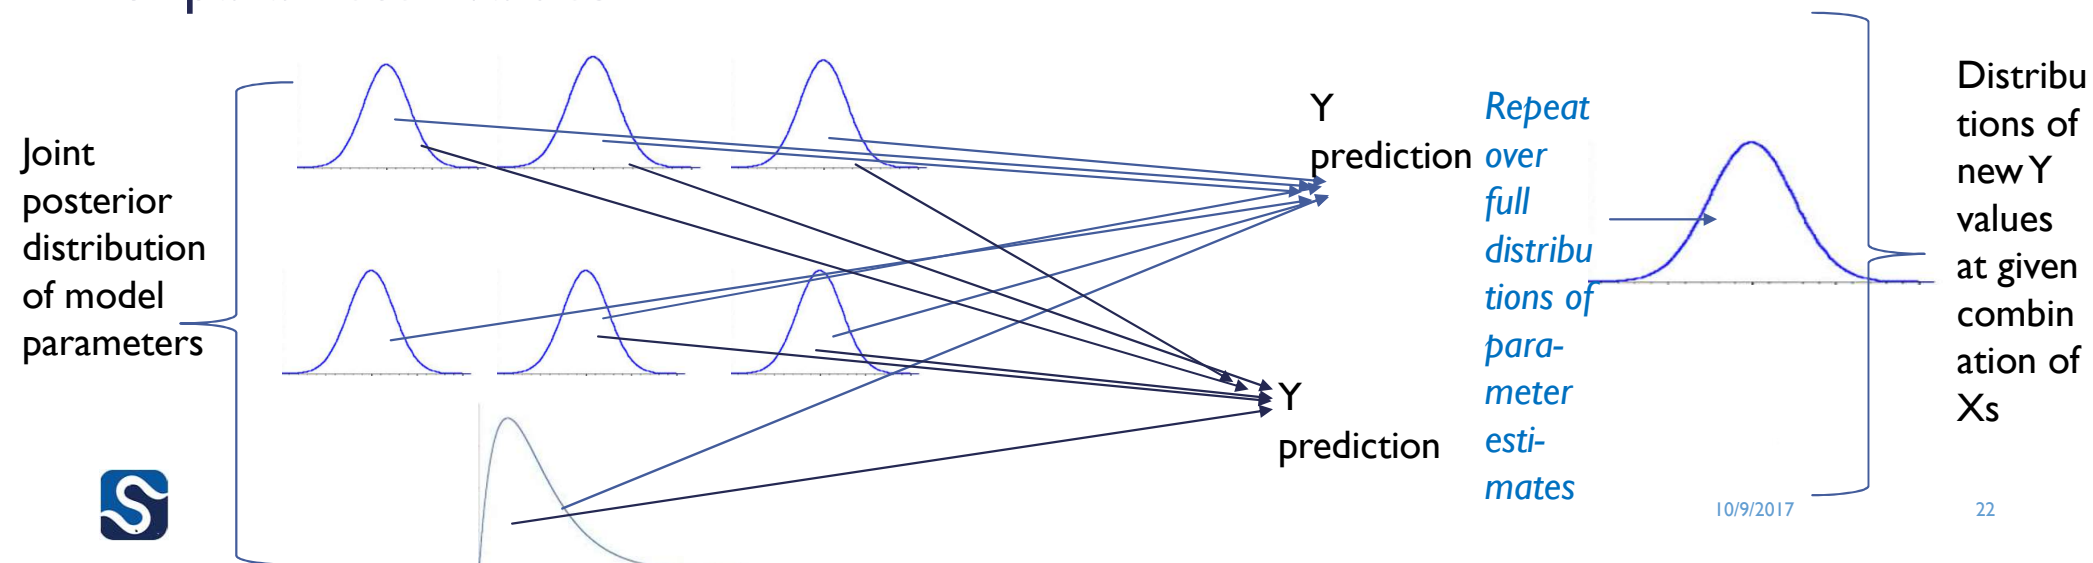 Joint
posterior
distribution
of model
parameters
Y
prediction
Y
prediction
Repeat
over
full
distribu
tions of
para-
meter
esti-
mates
Distribu
tions of
new Y
values
at given
combin
ation of
Xs
10/9/2017
22